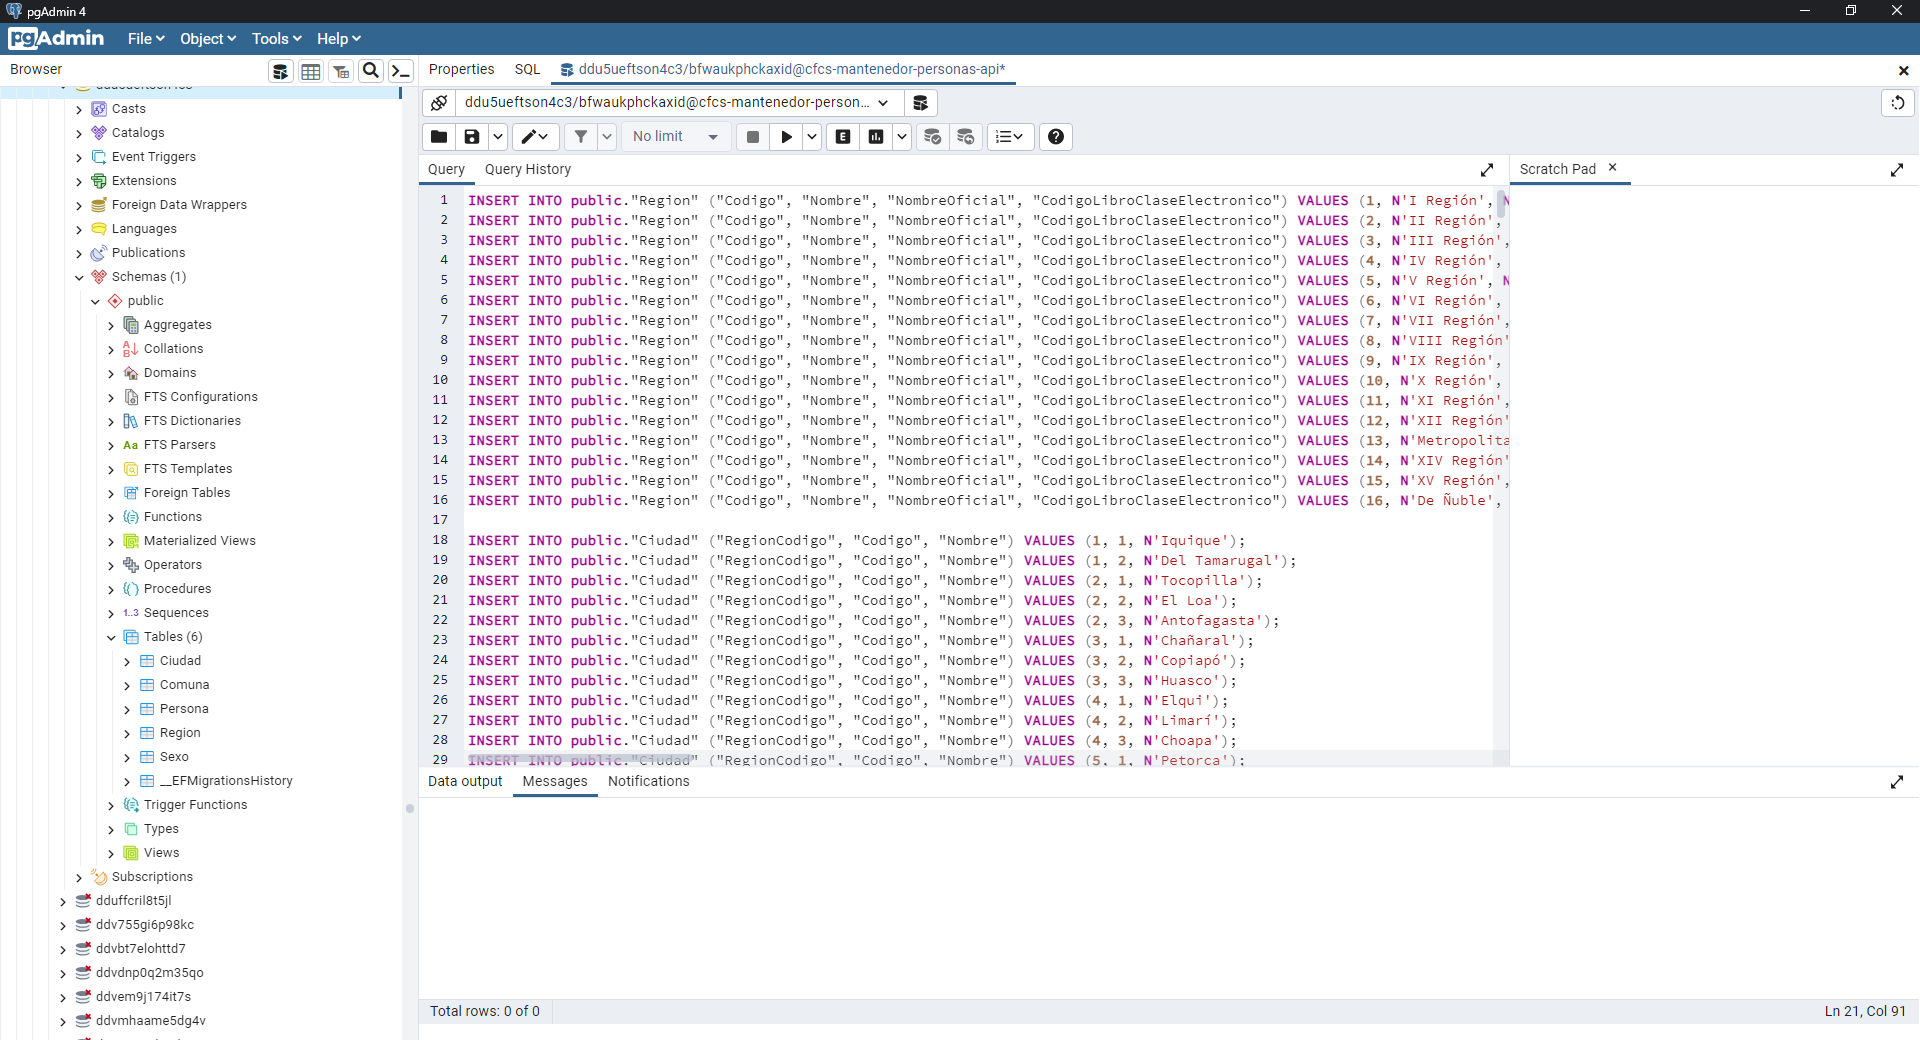 pgAdmin 4
pgAdmin File Object Tools Help
Browser
Properties SQL ddu5ueftson4c3/bfwaukphckaxid@cfcs-mantenedor-personas-api*
Casts
Catalogs
Event Triggers
Extensions
Foreign Data Wrappers
Languages
Publications
Schemas (1)
public
Aggregates
Collations
Domains
FTS Configurations
FTS Dictionaries
Aa FTS Parsers
FTS Templates
Foreign Tables
Functions
Materialized Views
Operators
Procedures
1..3 Sequences
Tables (6)
Ciudad
Comuna
Persona
Region
Sexo
__EFMigrationsHistory
Trigger Functions
Types
Views
Subscriptions
dduffcril8t5jl
ddv755gi6p98kc
ddvbt7elohttd7
ddvdnp0q2m35qo
ddvem9j174it7s
ddvmhaame5dg4v
ddu5ueftson4c3/bfwaukphckaxid@cfcs-mantenedor-person...
No limit E
Query Query History
1 INSERT INTO public."Region" ("Codigo", "Nombre", "NombreOficial", "CodigoLibroClaseElectronico") VALUES (1, N'I Región', N
2 INSERT INTO public."Region" ("Codigo", "Nombre", "NombreOficial", "CodigoLibroClaseElectronico") VALUES (2, N'II Región',
3 INSERT INTO public."Region" ("Codigo", "Nombre", "NombreOficial", "CodigoLibroClaseElectronico") VALUES (3, N'III Región',
4 INSERT INTO public."Region" ("Codigo", "Nombre", "NombreOficial", "CodigoLibroClaseElectronico") VALUES (4, N'IV Región',
5 INSERT INTO public."Region" ("Codigo", "Nombre", "NombreOficial", "CodigoLibroClaseElectronico") VALUES (5, N'V Región', N
6 INSERT INTO public."Region" ("Codigo", "Nombre", "NombreOficial", "CodigoLibroClaseElectronico") VALUES (6, N'VI Región',
7 INSERT INTO public."Region" ("Codigo", "Nombre", "NombreOficial", "CodigoLibroClaseElectronico") VALUES (7, N'VII Región',
8 INSERT INTO public."Region" ("Codigo", "Nombre", "NombreOficial", "CodigoLibroClaseElectronico") VALUES (8, N'VIII Región'
9 INSERT INTO public."Region" ("Codigo", "Nombre", "NombreOficial", "CodigoLibroClaseElectronico") VALUES (9, N'IX Región',
10 INSERT INTO public."Region" ("Codigo", "Nombre", "NombreOficial", "CodigoLibroClaseElectronico") VALUES (10, N'X Región',
11 INSERT INTO public."Region" ("Codigo", "Nombre", "NombreOficial", "CodigoLibroClaseElectronico") VALUES (11, N'XI Región',
12 INSERT INTO public."Region" ("Codigo", "Nombre", "NombreOficial", "CodigoLibroClaseElectronico") VALUES (12, N'XII Región'
13 INSERT INTO public."Region" ("Codigo", "Nombre", "NombreOficial", "CodigoLibroClaseElectronico") VALUES (13, N'Metropolita
14 INSERT INTO public."Region" ("Codigo", "Nombre", "NombreOficial", "CodigoLibroClaseElectronico") VALUES (14, N'XIV Región'
15 INSERT INTO public."Region" ("Codigo", "Nombre", "NombreOficial", "CodigoLibroClaseElectronico") VALUES (15, N'XV Región',
16 INSERT INTO public."Region" ("Codigo", "Nombre", "NombreOficial", "CodigoLibroClaseElectronico") VALUES (16, N'De Ñuble',
17
18 INSERT INTO public."Ciudad" ("RegionCodigo", "Codigo", "Nombre") VALUES (1, 1, N'Iquique');
19 INSERT INTO public."Ciudad" ("RegionCodigo", "Codigo", "Nombre") VALUES (1, 2, N'Del Tamarugal');
20 INSERT INTO public."Ciudad" ("RegionCodigo", "Codigo", "Nombre") VALUES (2, 1, N'Tocopilla');
21 INSERT INTO public."Ciudad" ("RegionCodigo", "Codigo", "Nombre") VALUES (2, 2, N'El Loa');
22 INSERT INTO public."Ciudad" ("RegionCodigo", "Codigo", "Nombre") VALUES (2, 3, N'Antofagasta');
23 INSERT INTO public."Ciudad" ("RegionCodigo", "Codigo", "Nombre") VALUES (3, 1, N'Chañaral');
24 INSERT INTO public."Ciudad" ("RegionCodigo", "Codigo", "Nombre") VALUES (3, 2, N'Copiapó');
25 INSERT INTO public."Ciudad" ("RegionCodigo", "Codigo", "Nombre") VALUES (3, 3, N'Huasco');
26 INSERT INTO public."Ciudad" ("RegionCodigo", "Codigo", "Nombre") VALUES (4, 1, N'Elqui');
27 INSERT INTO public."Ciudad" ("RegionCodigo", "Codigo", "Nombre") VALUES (4, 2, N'Limarí');
28 INSERT INTO public."Ciudad" ("RegionCodigo", "Codigo", "Nombre") VALUES (4, 3, N'Choapa');
29 INSERT INTO public."Ciudad" ("RegionCodigo", "Codigo", "Nombre") VALUES (5, 1, N'Petorca');
Scratch Pad
Data output Messages Notifications
Total rows: 0 of 0
Ln 21, Col 91